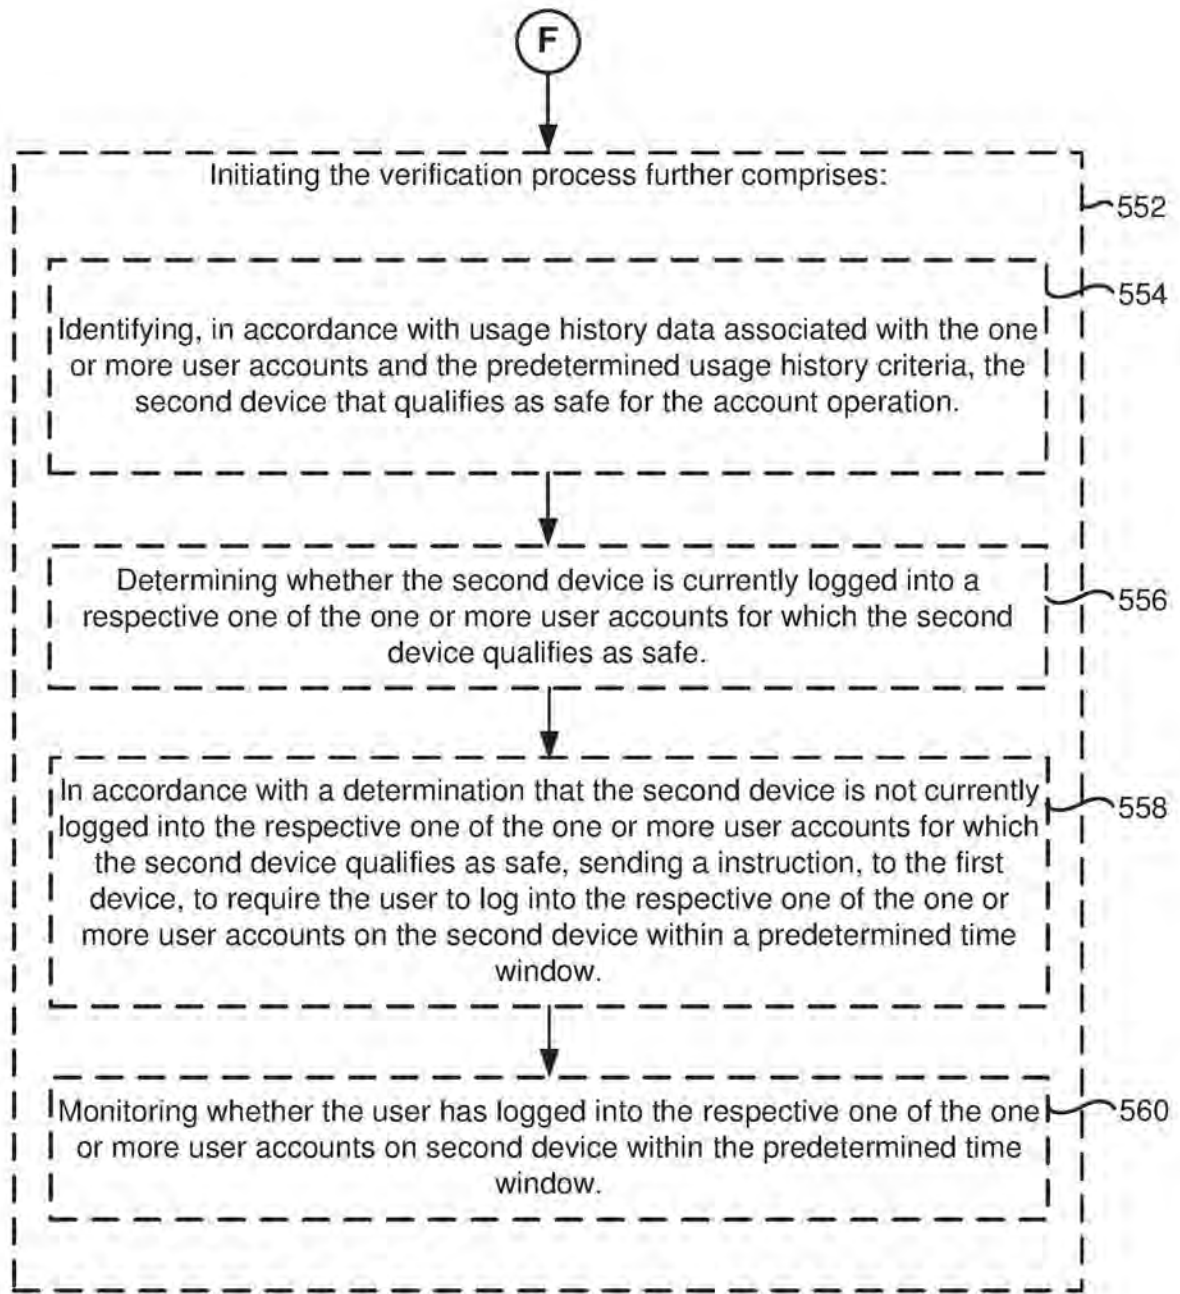 F
Initiating the verification process further comprises:
552
554
Identifying, in accordance with usage history data associated with the one
or more user accounts and the predetermined usage history criteria, the
second device that qualifies as safe for the account operation.
Determining whether the second device is currently logged into a
respective one of the one or more user accounts for which the second
device qualifies as safe.
556
In accordance with a determination that the second device is not currently
logged into the respective one of the one or more user accounts for which
the second device qualifies as safe, sending a instruction, to the first
device, to require the user to log into the respective one of the one or
more user accounts on the second device within a predetermined time
window.
558
Monitoring whether the user has logged into the respective one of the one
or more user accounts on second device within the predetermined time
window.
560